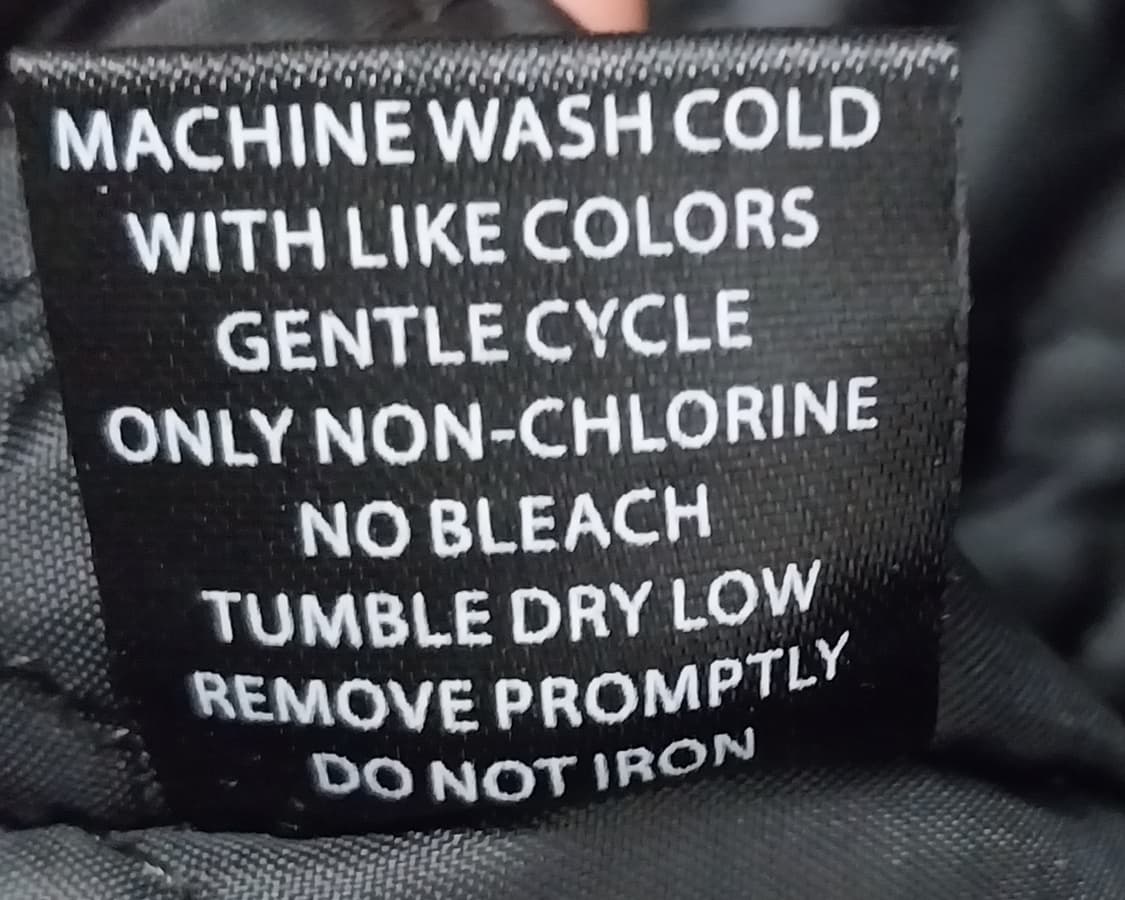 MACHINE WASH COLD
WITH LIKE COLORS
GENTLE CYCLE
ONLY NON-CHLORINE
NO BLEACH
TUMBLE DRY LOW
REMOVE PROMPTLY
DO NOT IRON